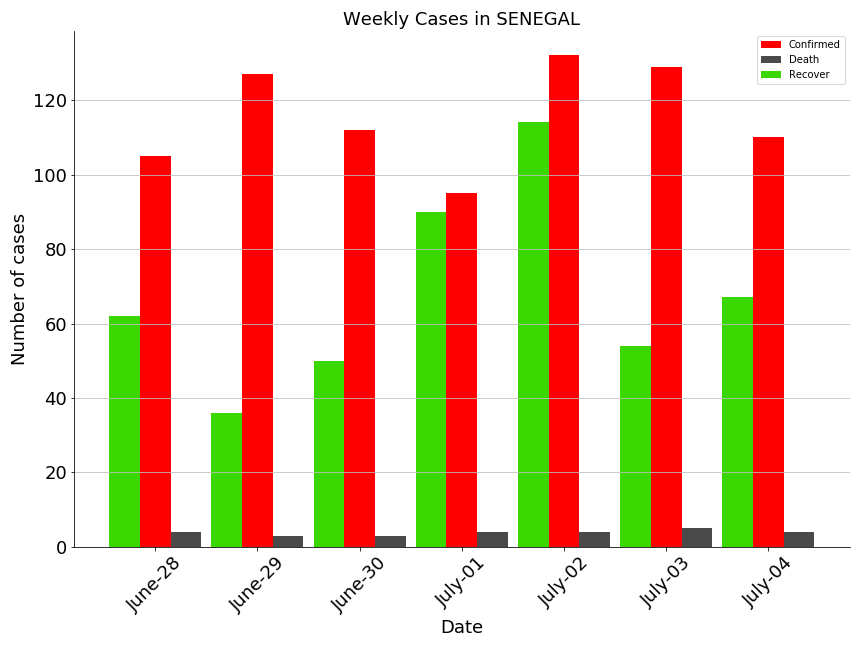 Weekly Cases in SENEGAL
Confirmed
Death
Recover
Number of cases
120
100
80
60
40
20
0
June-28
June-29
June-30
July-01
July-02
July-03
July-04
Date